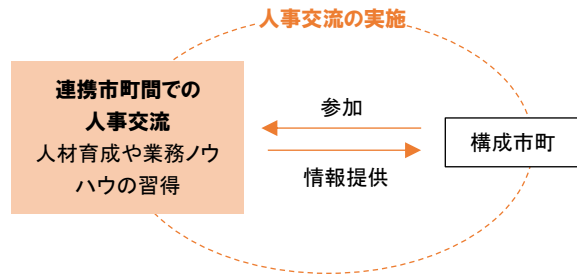 人事交流の実施
連携市町間での
人事交流
人材育成や業務ノウ
ハウの習得
参加
情報提供
構成市町